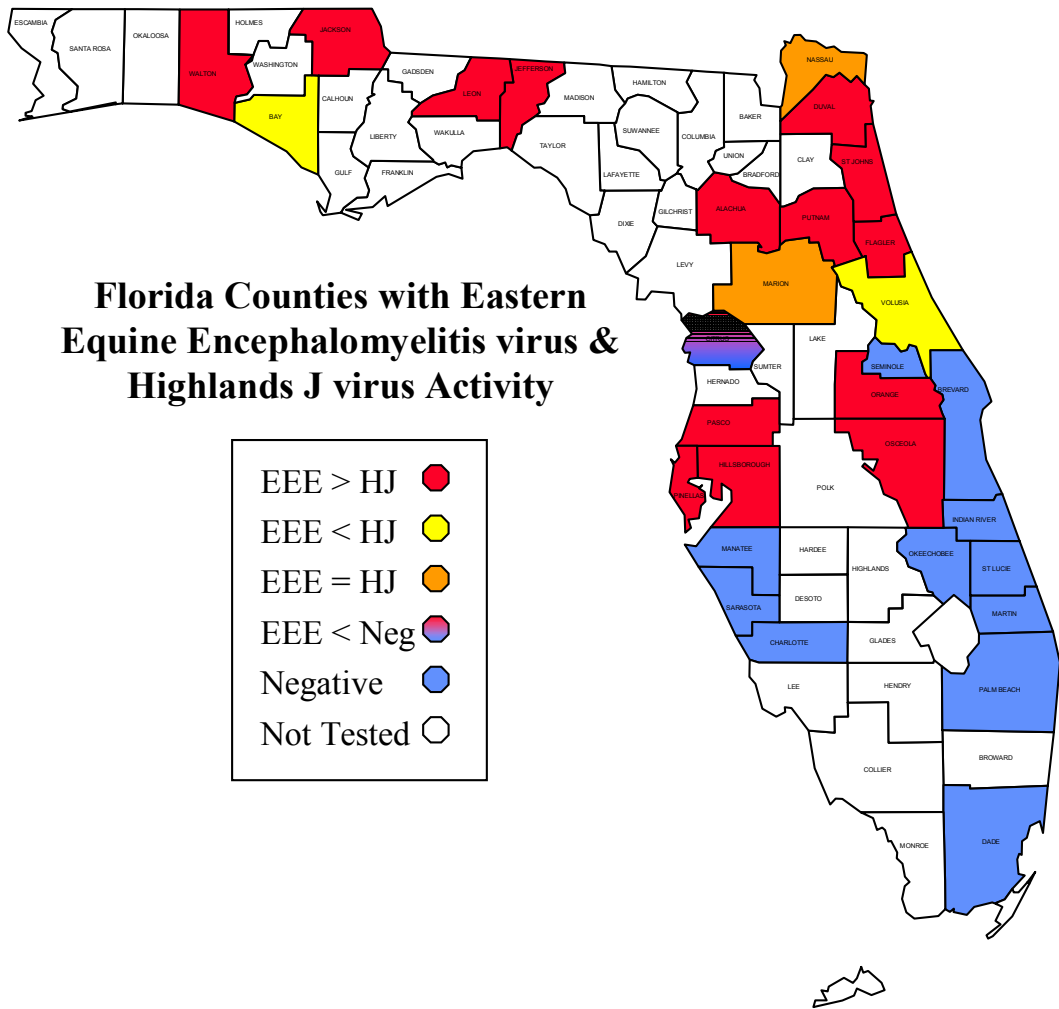 ESCAMBIA
SANTA ROSA
OKALOOSA
WALTON
HOLMES
WASHINGTON
JACKSON
BAY
CALHOUN
GULF
GADSDEN
LIBERTY
FRANKLIN
LEON
WAKULLA
JEFFERSON
MADISON
TAYLOR
HAMILTON
SUWANNEE
LAFAYETTE
DIXIE
COLUMBIA
GILCHRIST
LEVY
BAKER
UNION
BRADFORD
ALACHUA
NASSAU
DUVAL
CLAY
ST JOHNS
PUTNAM
FLAGLER
MARION
VOLUSIA
Florida Counties with Eastern
Equine Encephalomyelitis virus &
Highlands J virus Activity
SUMTER
LAKE
SEMINOLE
HERNADO
ORANGE
BREVARD
PASCO
OSCEOLA
HILLSBOROUGH
PINELLAS
POLK
EEE > HJ
EEE < HJ
EEE = HJ
EEE < Neg
Negative
Not Tested
INDIAN RIVER
MANATEE
HARDEE
HIGHLANDS
OKEECHOBEE
ST LUCIE
SARASOTA
DESOTO
MARTIN
CHARLOTTE
GLADES
LEE
HENDRY
PALM BEACH
COLLIER
BROWARD
MONROE
DADE